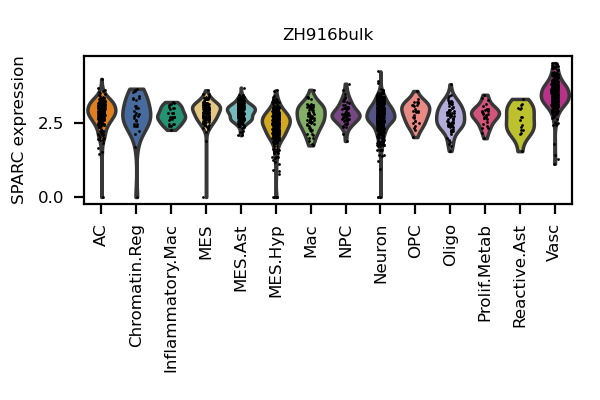 ZH916bulk
SPARC expression
2.5
0.0
AC
Chromatin.Reg
Inflammatory.Mac
MES
MES.Ast
MES.Hyp
Mac
NPC
Neuron
OPC
Oligo
Prolif.Metab
Reactive.Ast
Vasc